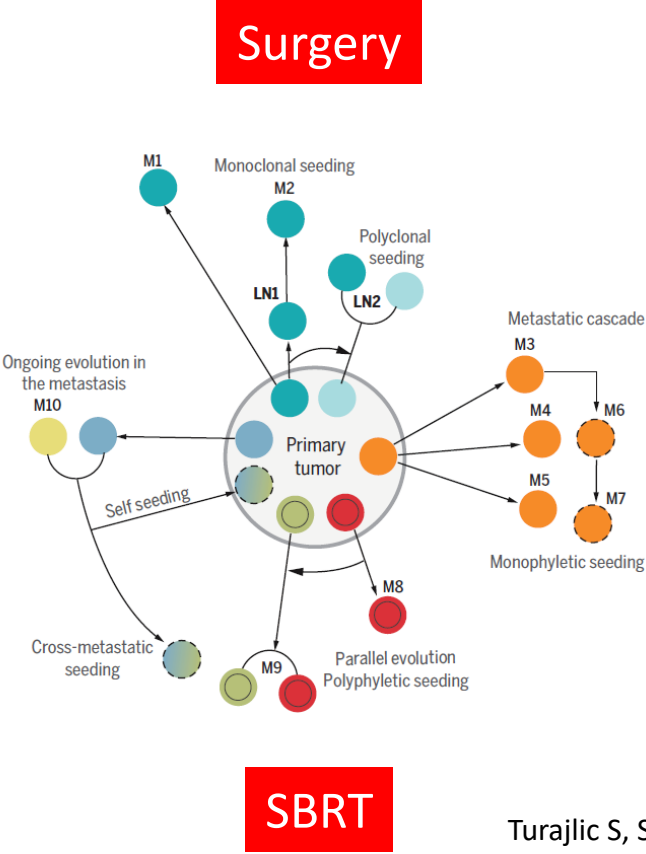 Surgery
M1
Monoclonal seeding
M2
Polyclonal
seeding
LN1
LN2
Metastatic cascade
M3
Ongoing evolution in
the metastasis
M10
M4
M6
Primary
tumor
M5
M7
Self seeding
Monophyletic seeding
M8
Cross-metastatic
seeding
M9
Parallel evolution
Polyphyletic seeding
SBRT
Turajlic S, S